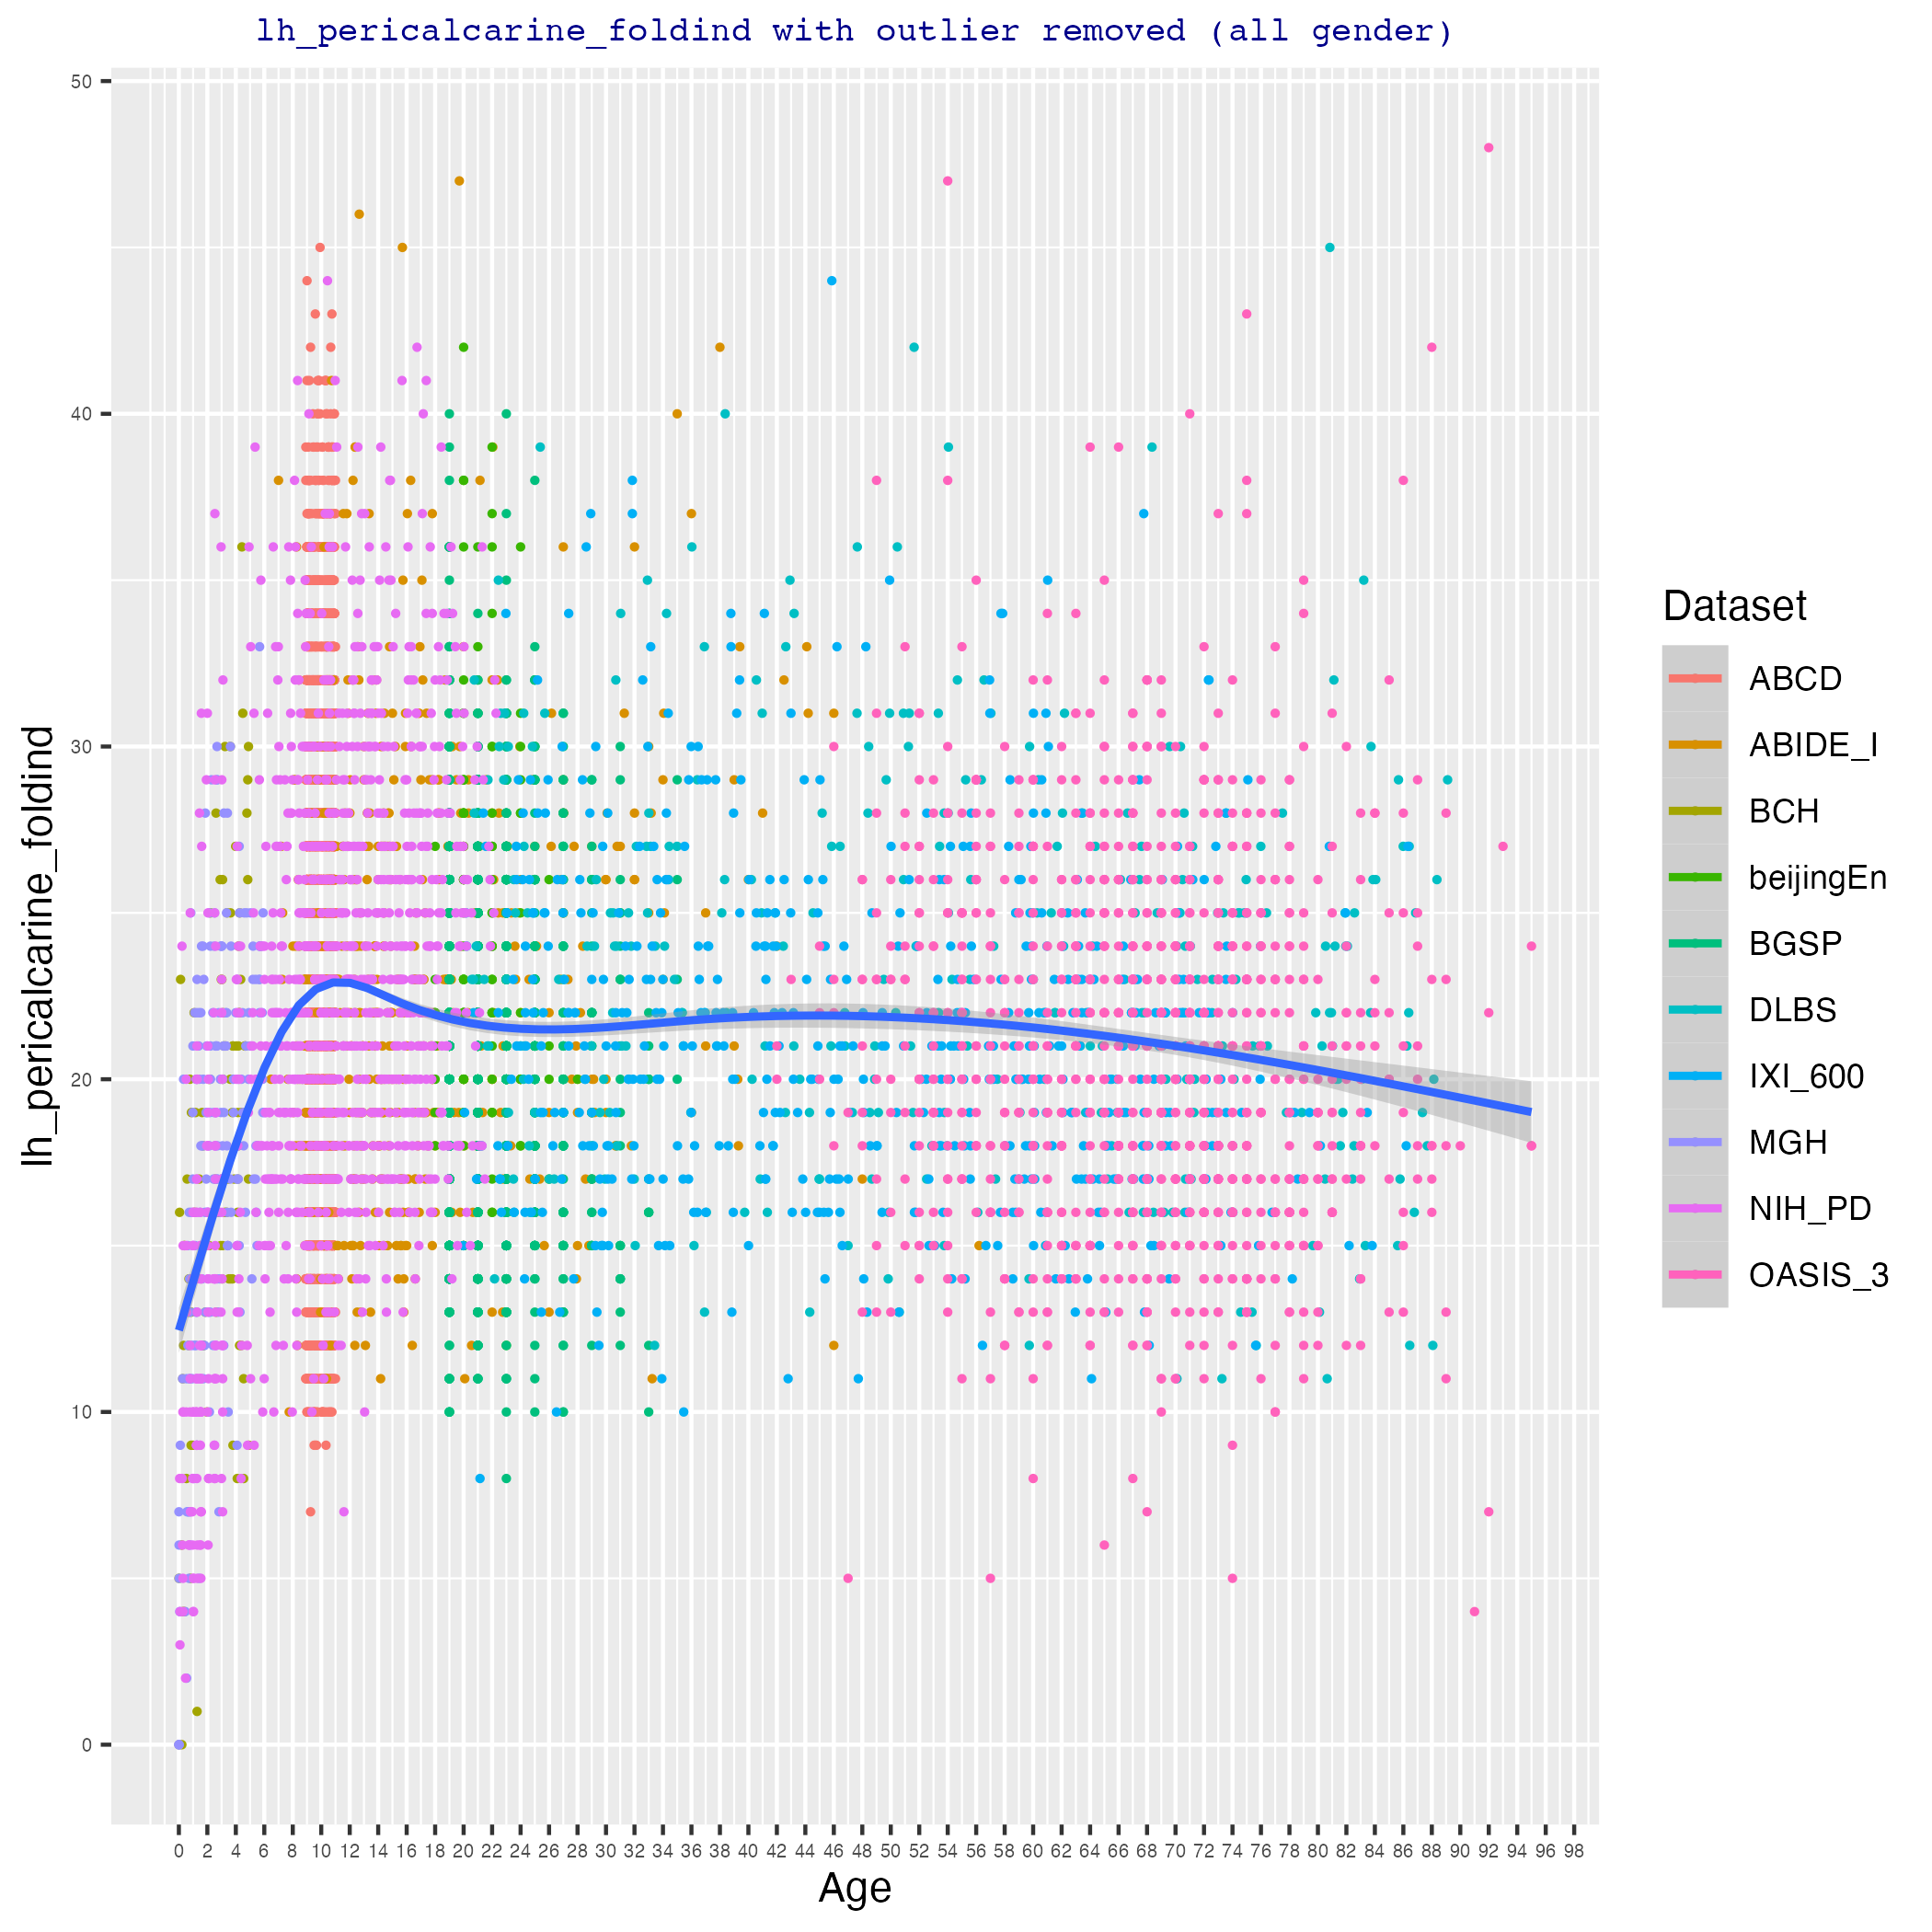 lh_pericalcarine_foldind with outlier removed (all gender)
50
40
30
20
10
0
lh_pericalcarine_foldind
0 2 4 6 8 10 12 14 16 18 20 22 24 26 28 30 32 34 36 38 40 42 44 46 48 50 52 54 56 58 60 62 64 66 68 70 72 74 76 78 80 82 84 86 88 90 92 94 96 98
Age
Dataset
ABCD
ABIDE_I
BCH
beijingEn
BGSP
DLBS
IXI_600
MGH
NIH_PD
OASIS_3